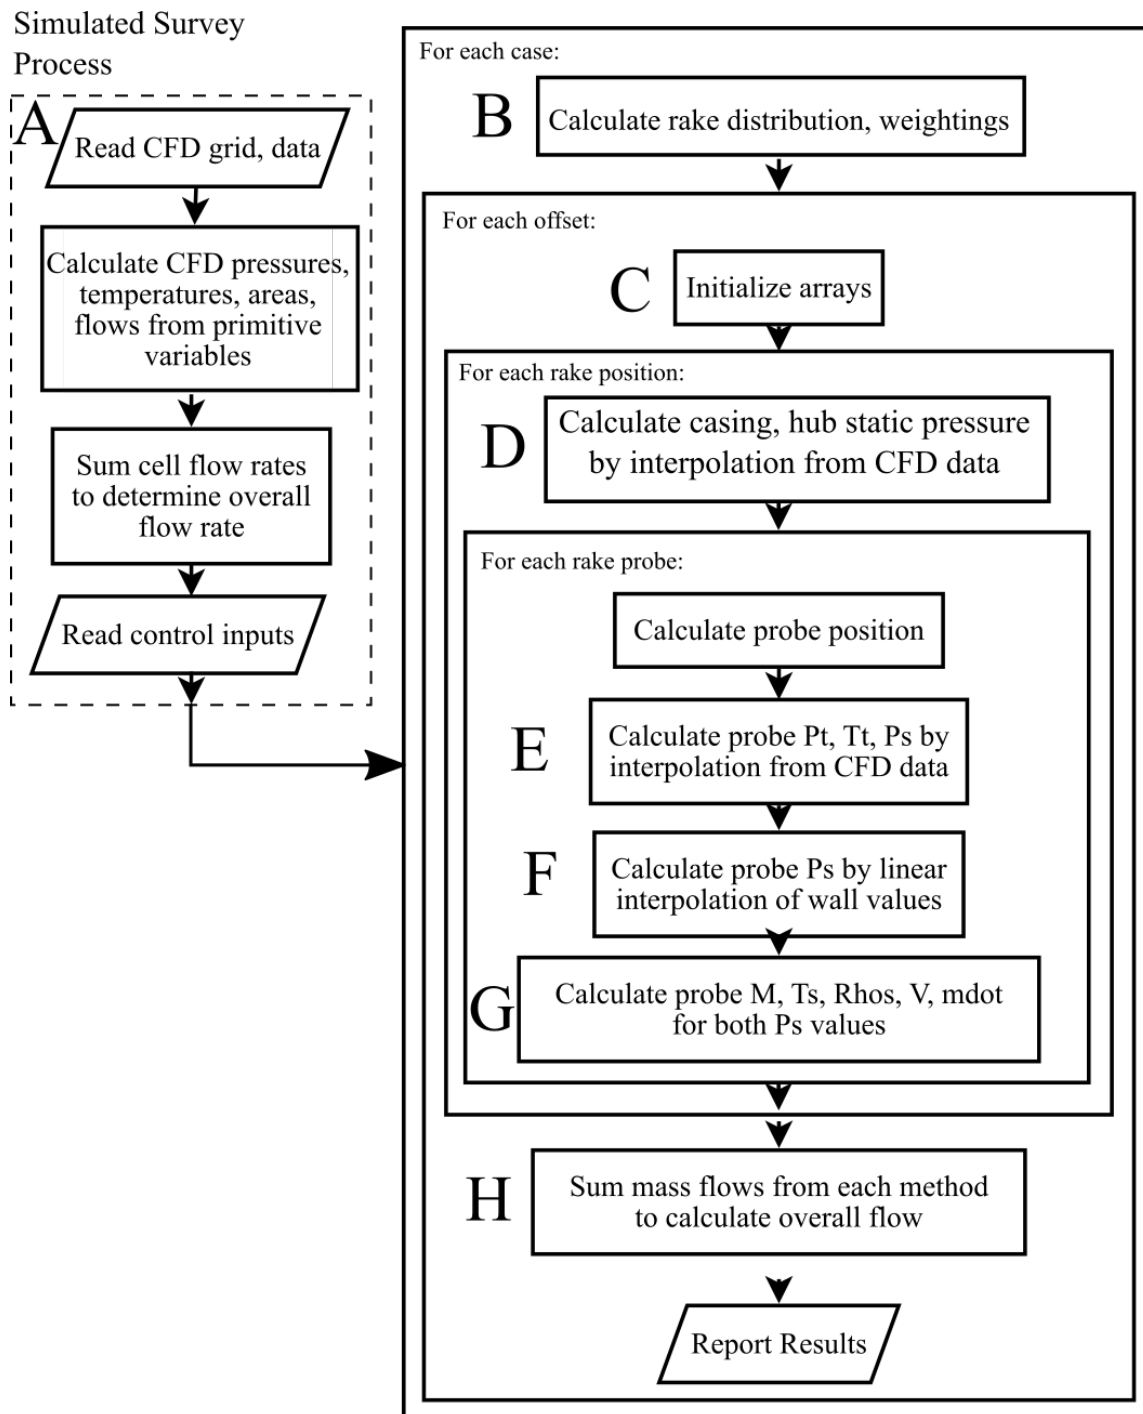 Simulated Survey
Process
A
Read CFD grid, data
Calculate CFD pressures,
temperatures, areas,
flows from primitive
variables
Sum cell flow rates
to determine overall
flow rate
Read control inputs
For each case:
B
Calculate rake distribution, weightings
For each offset:
C
Initialize arrays
For each rake position:
D
Calculate casing, hub static pressure
by interpolation from CFD data
For each rake probe:
Calculate probe position
E
Calculate probe Pt, Tt, Ps by
interpolation from CFD data
F
Calculate probe Ps by linear
interpolation of wall values
G
Calculate probe M, Ts, Rhos, V, mdot
for both Ps values
H
Sum mass flows from each method
to calculate overall flow
Report Results